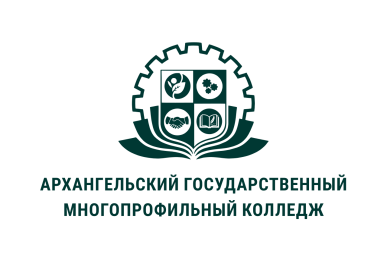 АРХАНГЕЛЬСКИЙ ГОСУДАРСТВЕННЫЙ
МНОГОПРОФИЛЬНЫЙ КОЛЛЕДЖ